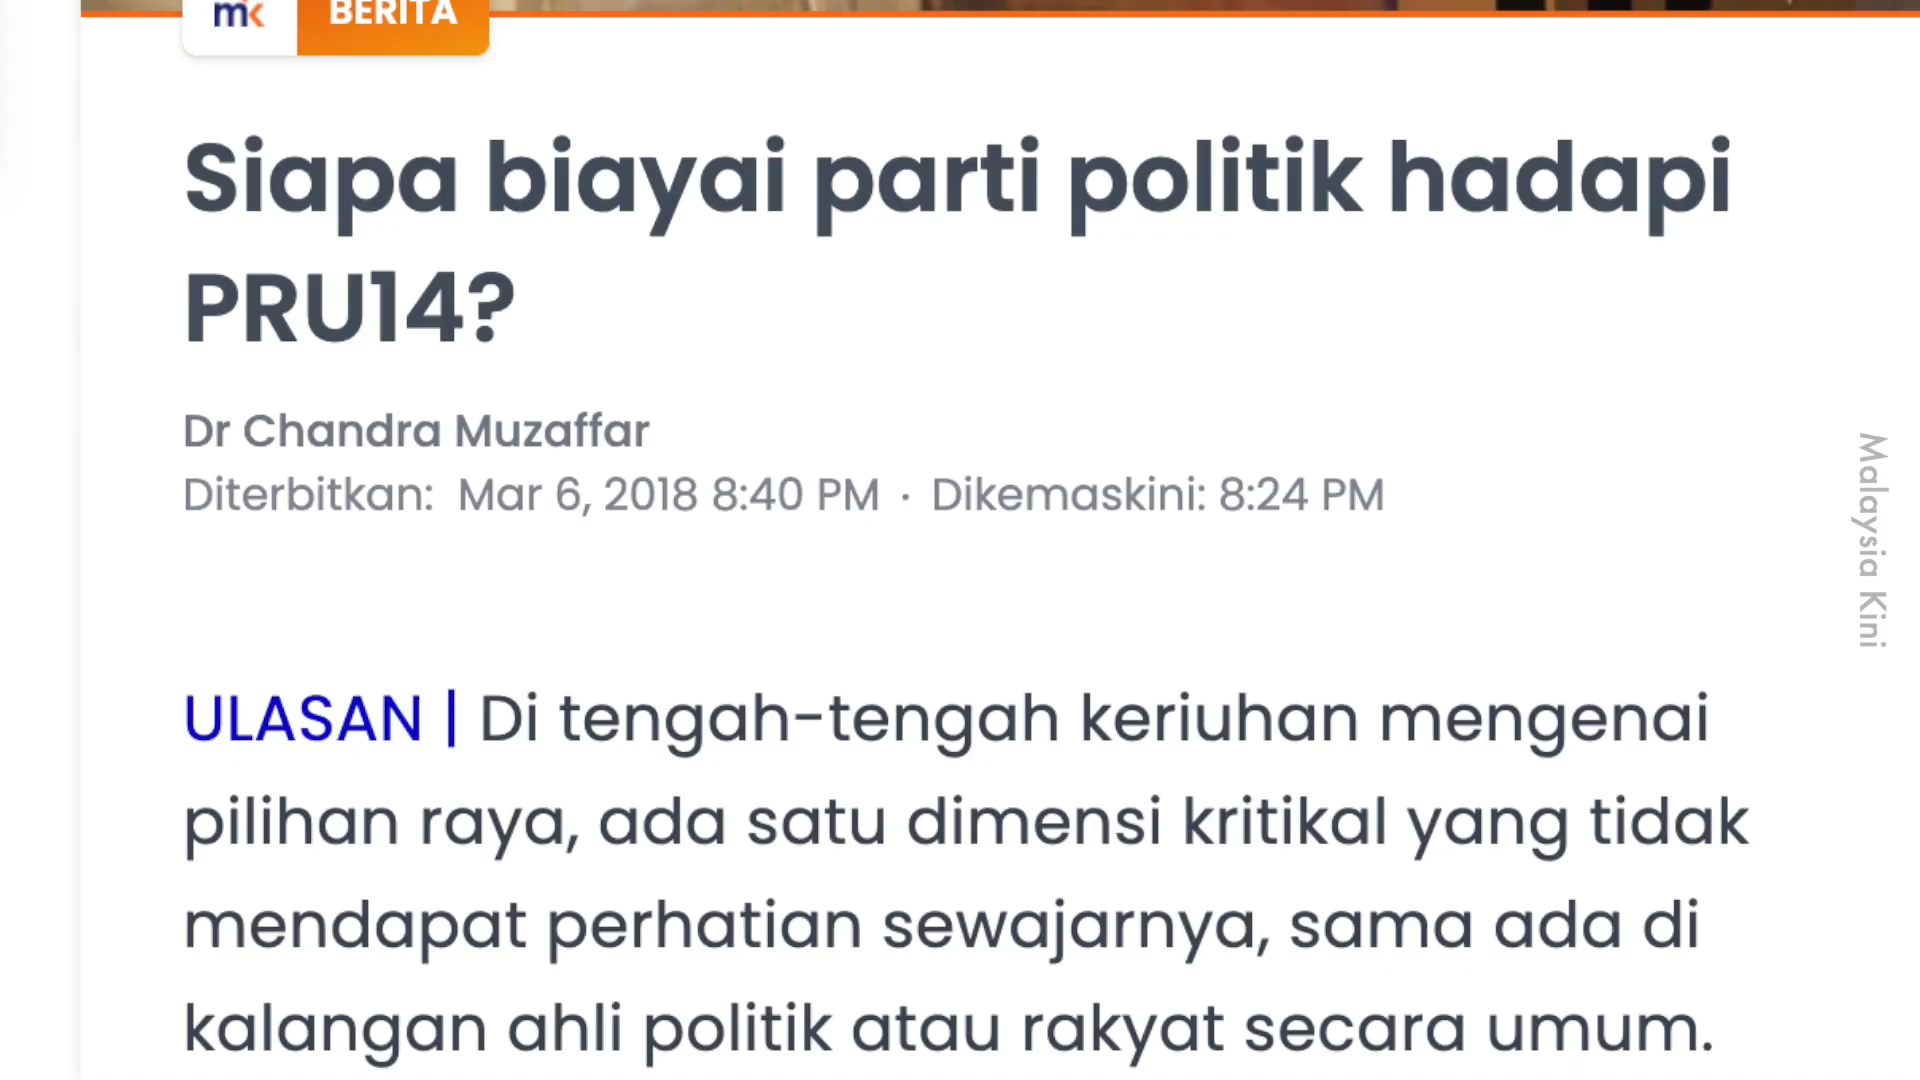 mk BERITA
Siapa biayai parti politik hadapi
PRU14?
Dr Chandra Muzaffar
Diterbitkan: Mar 6, 2018 8:40 PM · Dikemaskini: 8:24 PM
Malaysia Kini
ULASAN | Di tengah-tengah keriuhan mengenai
pilihan raya, ada satu dimensi kritikal yang tidak
mendapat perhatian sewajarnya, sama ada di
kalangan ahli politik atau rakyat secara umum.